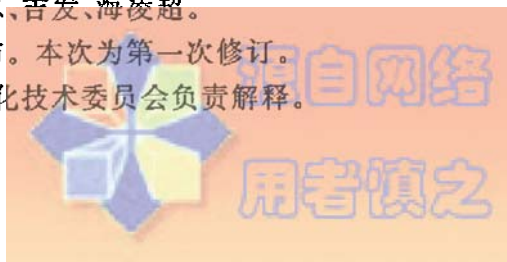 、吉发、海凌超。
。本次为第一次修订。
化技术委员会负责解释。
源自网络
用者慎之